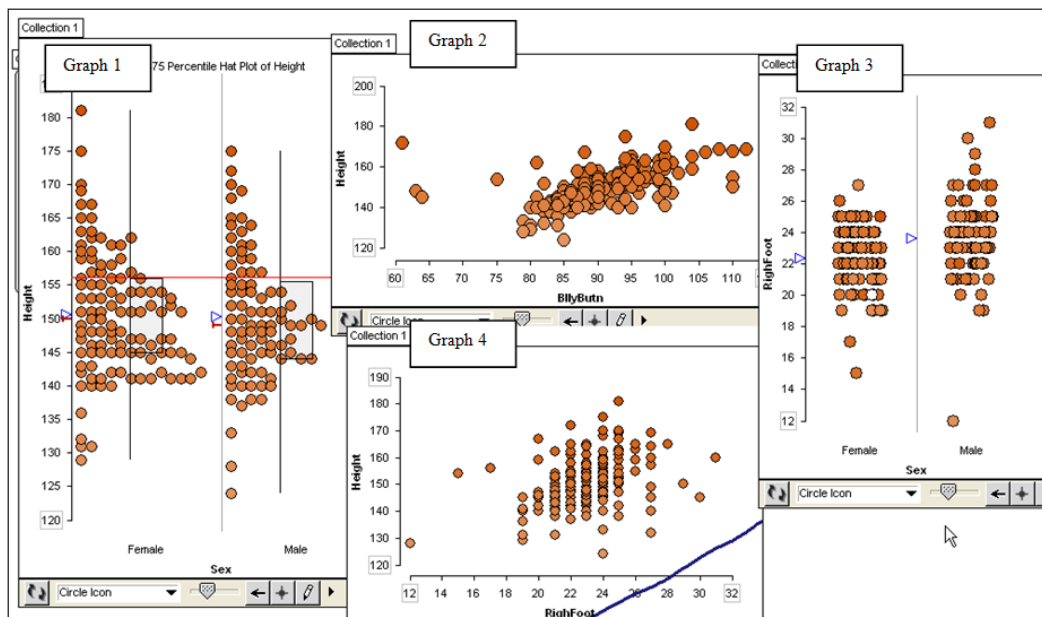 Collection 1
Graph 1
75 Percentile Hat Plot of Height
180
175
170
165
160
155
150
145
140
135
130
125
120
Height
Female
Male
Sex
Circle Icon
Collection 1
Graph 2
200
180
160
140
120
Height
60
65
70
75
80
85
90
95
100
105
110
BllyButn
Circle Icon
Graph 3
32
30
28
26
24
22
20
18
16
14
12
RighFoot
Female
Male
Sex
Circle Icon
Collection 1
Graph 4
190
180
170
160
150
140
130
120
Height
12
14
16
18
20
22
24
26
28
30
32
RighFoot